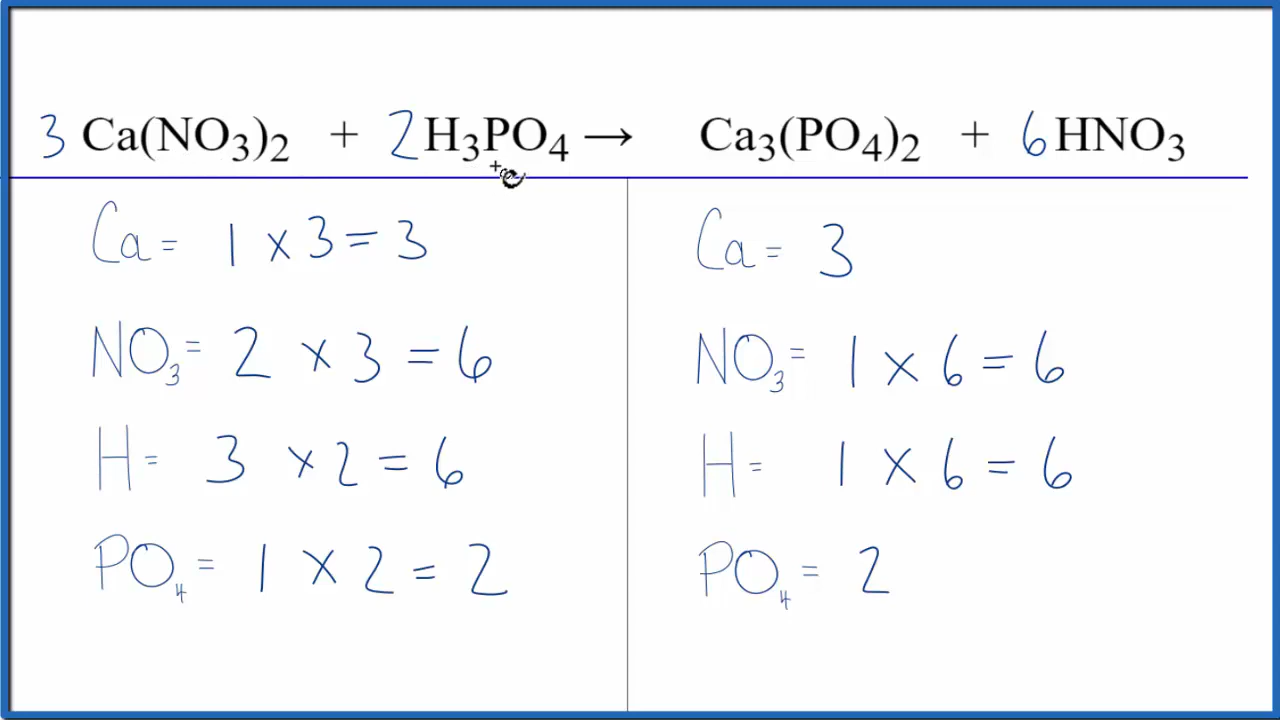 3 Ca(NO₃)₂ + 2 H₃PO₄ → Ca₃(PO₄)₂ + 6 HNO₃
Ca = 1 x 3 = 3
NO₃ = 2 x 3 = 6
H = 3 x 2 = 6
PO₄ = 1 x 2 = 2
Ca = 3
NO₃ = 1 x 6 = 6
H = 1 x 6 = 6
PO₄ = 2